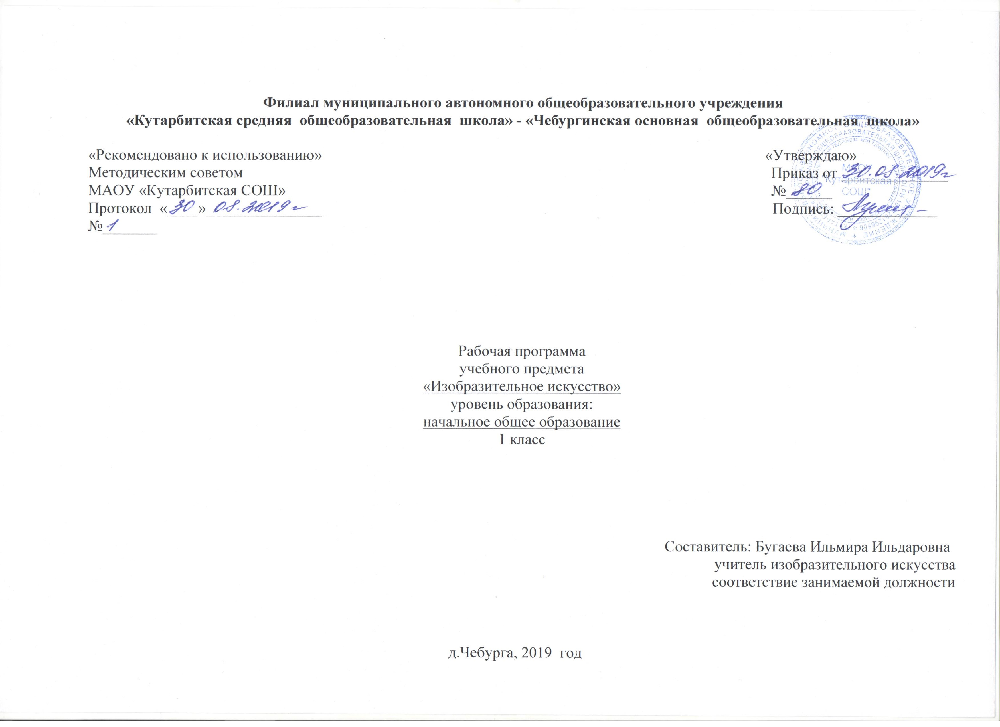 Филиал муниципального автономного общеобразовательного учреждения
«Кутарбитская средняя общеобразовательная школа» - «Чебургинская основная общеобразовательная школа»
«Рекомендовано к использованию»
Методическим советом
МАОУ «Кутарбитская СОШ»
Протокол «30» 08.2019 г
№ 1
«Утверждаю»
Приказ от 30.08.2019г
№ 80
Подпись:
МАОУ
"Кутарбитская
СОШ"
Рабочая программа
учебного предмета
«Изобразительное искусство»
уровень образования:
начальное общее образование
1 класс
Составитель: Бугаева Ильмира Ильдаровна
учитель изобразительного искусства
соответствие занимаемой должности
д.Чебурга, 2019 год